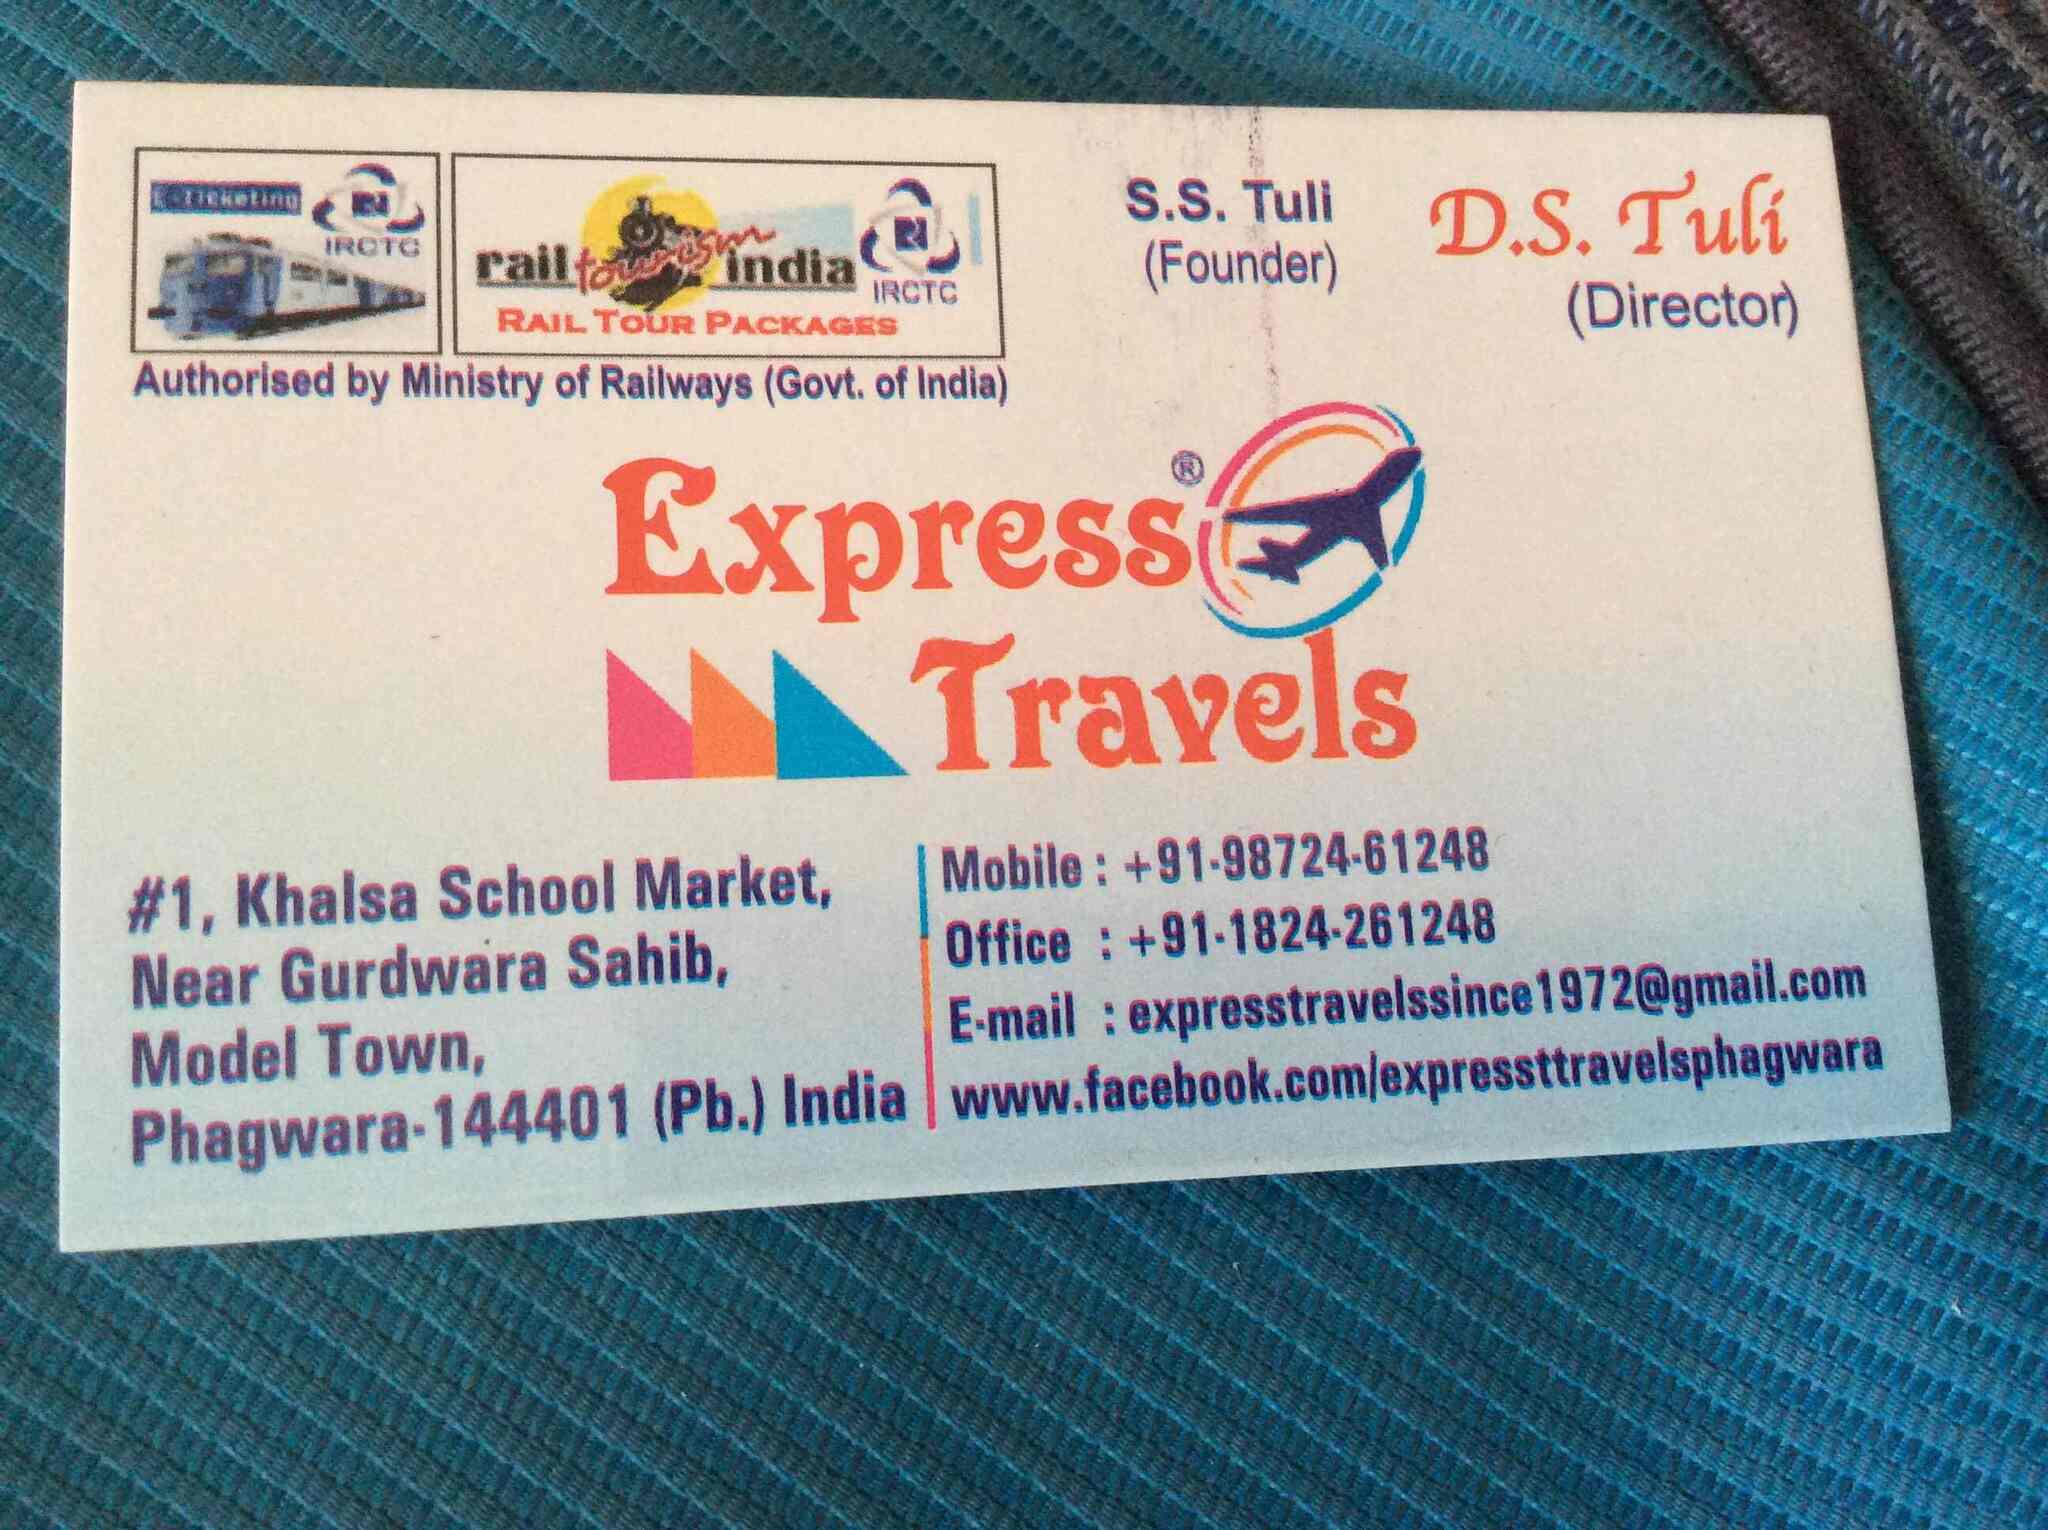 E-Ticketing
IRCTC
rail tourism india
IRCTC
RAIL TOUR PACKAGES
Authorised by Ministry of Railways (Govt. of India)
S.S. Tuli
(Founder)
D.S. Tuli
(Director)
Express®
Travels
#1, Khalsa School Market,
Near Gurdwara Sahib,
Model Town,
Phagwara-144401 (Pb.) India
Mobile : +91-98724-61248
Office : +91-1824-261248
E-mail : expresstravelssince1972@gmail.com
www.facebook.com/expressttravelsphagwara